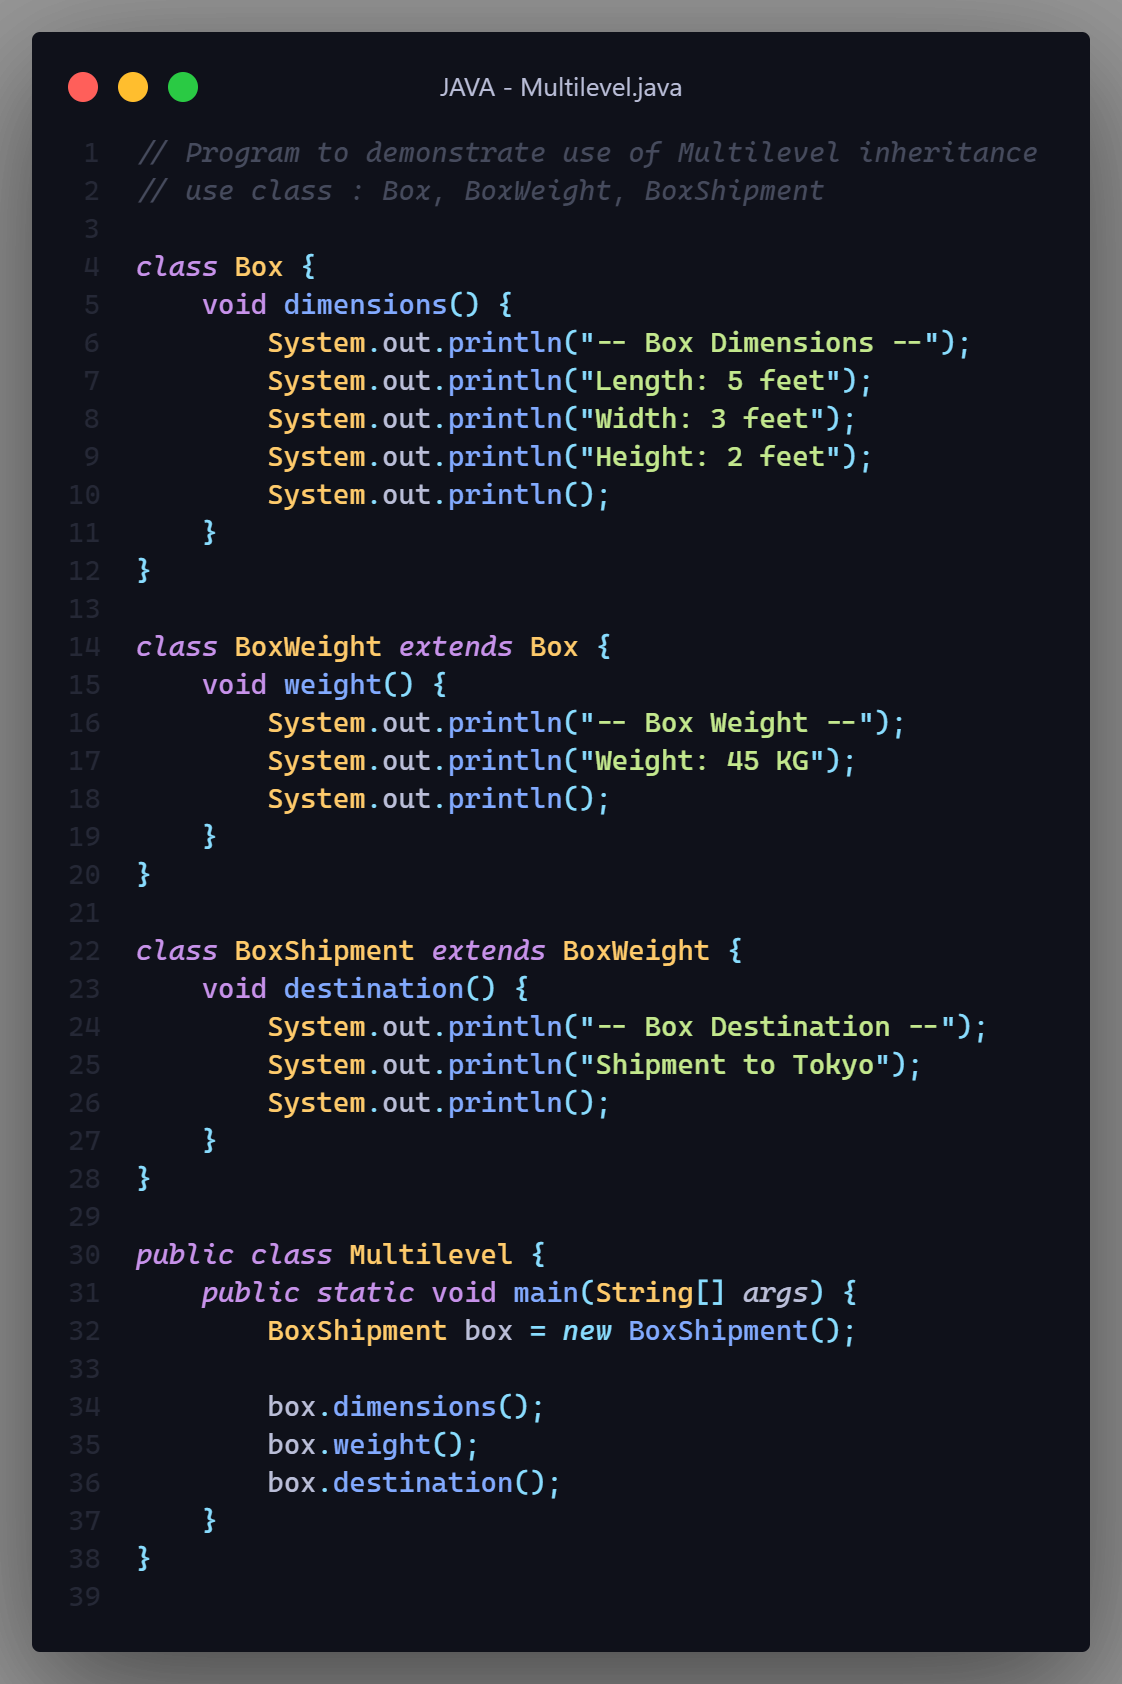 JAVA - Multilevel.java
1 // Program to demonstrate use of Multilevel inheritance
2 // use class : Box, BoxWeight, BoxShipment
3
4 class Box {
5     void dimensions() {
6         System.out.println("-- Box Dimensions --");
7         System.out.println("Length: 5 feet");
8         System.out.println("Width: 3 feet");
9         System.out.println("Height: 2 feet");
10         System.out.println();
11     }
12 }
13
14 class BoxWeight extends Box {
15     void weight() {
16         System.out.println("-- Box Weight --");
17         System.out.println("Weight: 45 KG");
18         System.out.println();
19     }
20 }
21
22 class BoxShipment extends BoxWeight {
23     void destination() {
24         System.out.println("-- Box Destination --");
25         System.out.println("Shipment to Tokyo");
26         System.out.println();
27     }
28 }
29
30 public class Multilevel {
31     public static void main(String[] args) {
32         BoxShipment box = new BoxShipment();
33
34         box.dimensions();
35         box.weight();
36         box.destination();
37     }
38 }
39